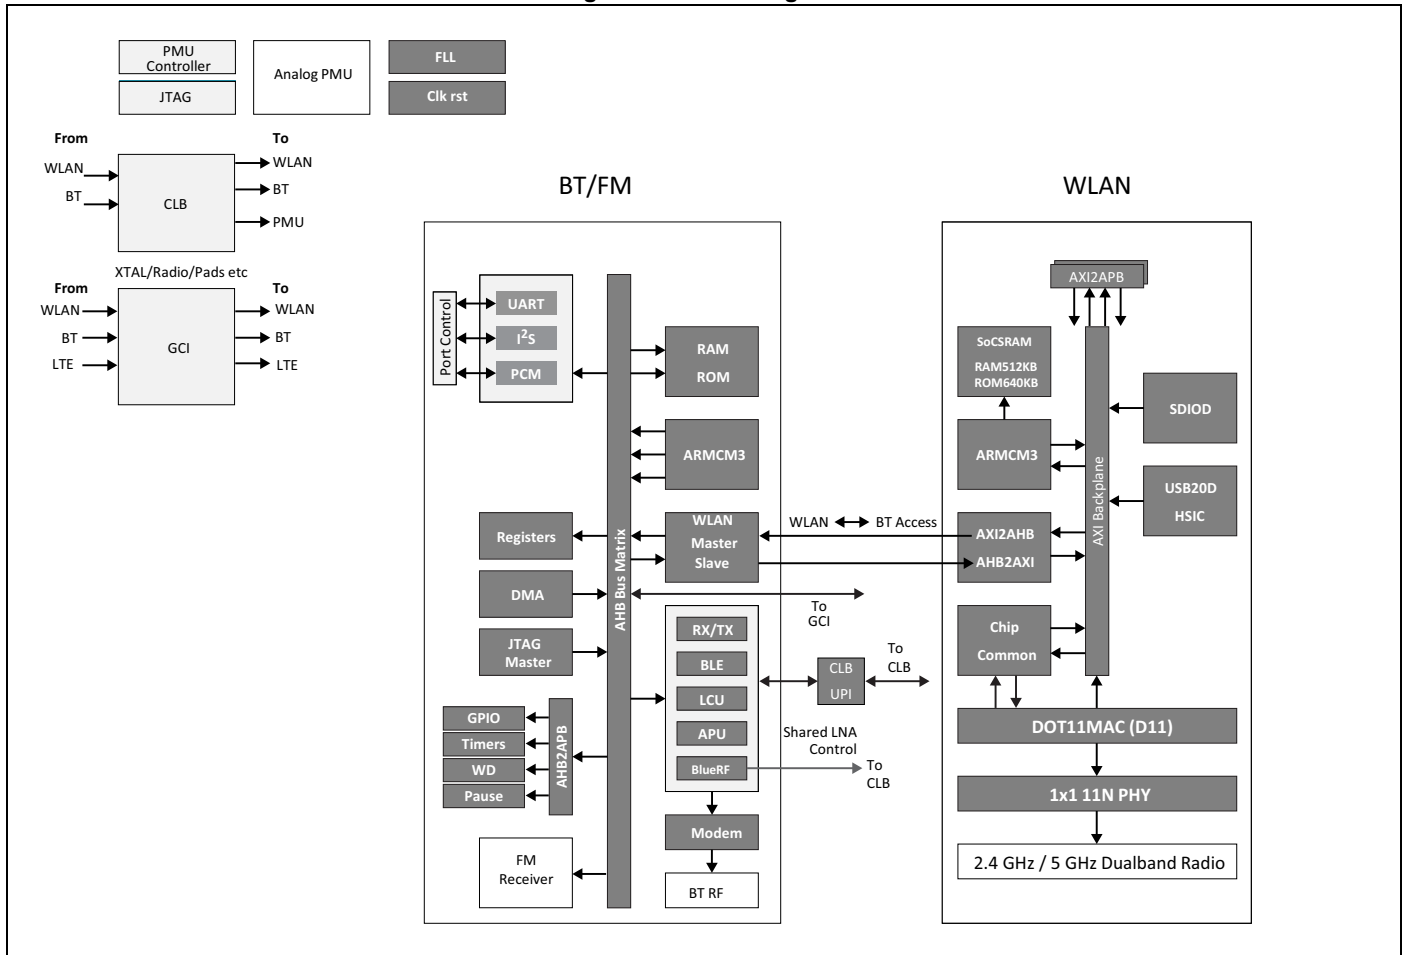 PMU
Controller
JTAG
Analog PMU
FLL
Clk rst
From
To
WLAN
BT
CLB
WLAN
BT
PMU
XTAL/Radio/Pads etc
From
To
WLAN
BT
LTE
GCI
WLAN
BT
LTE
BT/FM
Port Control
UART
I²S
PCM
AHB Bus Matrix
RAM
ROM
ARMCM3
Registers
WLAN
Master
Slave
WLAN
BT Access
DMA
To
GCI
JTAG
Master
RX/TX
BLE
LCU
APU
BlueRF
CLB
UPI
To
CLB
Shared LNA
Control
To
CLB
GPIO
Timers
WD
Pause
AHB2APB
Modem
FM
Receiver
BT RF
WLAN
AXI2APB
SoCSRAM
RAM512KB
ROM640KB
AXI Backplane
SDIOD
ARMCM3
USB20D
HSIC
AXI2AHB
AHB2AXI
Chip
Common
DOT11MAC (D11)
1x1 11N PHY
2.4 GHz / 5 GHz Dualband Radio